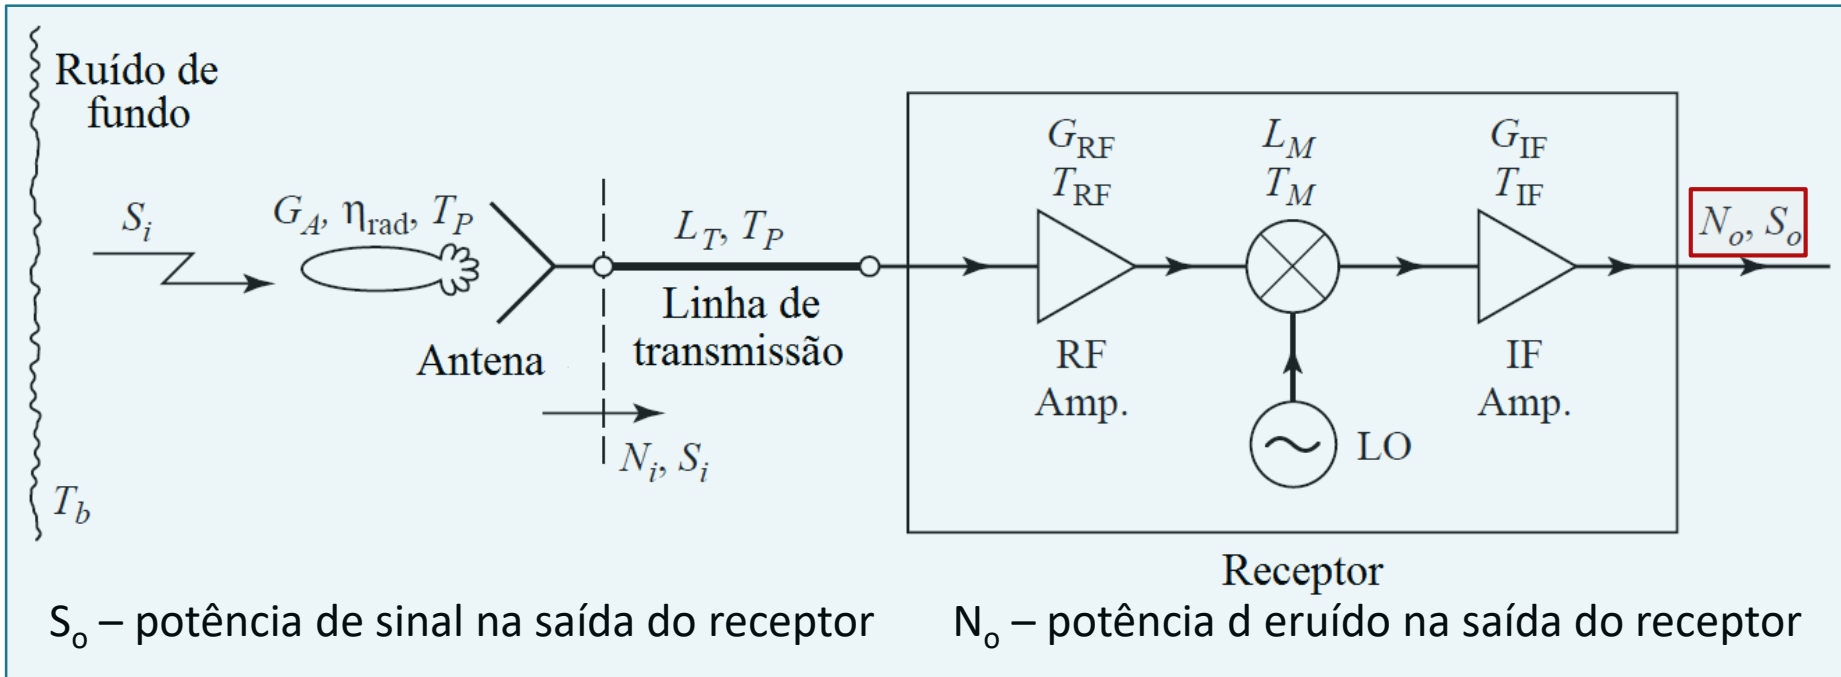 Ruído de
fundo
S_i
G_A, η_rad, T_P
L_T, T_P
G_RF
T_RF
L_M
T_M
G_IF
T_IF
N_o, S_o
Antena
Linha de
transmissão
RF
Amp.
IF
Amp.
N_i, S_i
LO
T_b
Receptor
S_o – potência de sinal na saída do receptor
N_o – potência d eruído na saída do receptor